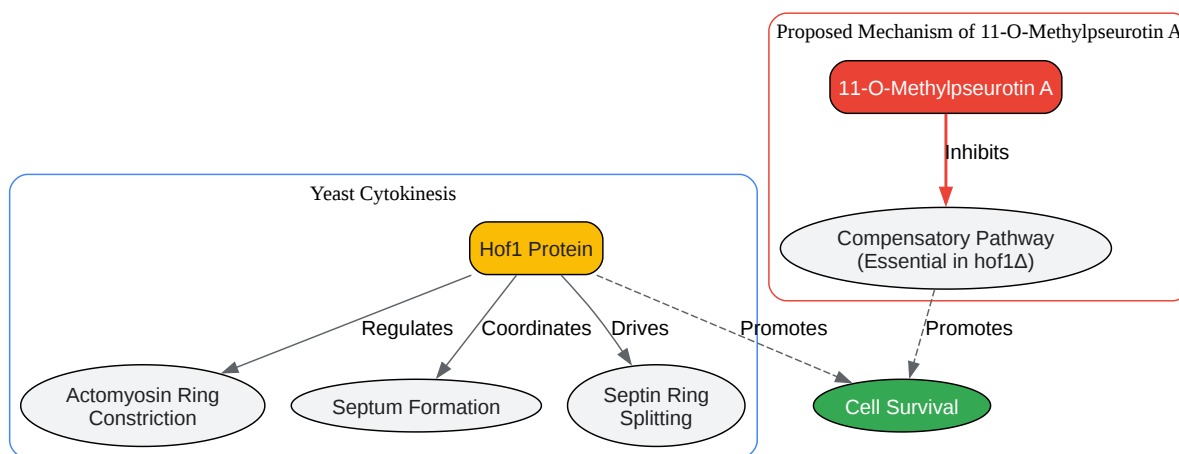 Proposed Mechanism of 11-O-Methylpseurotin A
11-O-Methylpseurotin A
Inhibits
Yeast Cytokinesis
Hof1 Protein
Compensatory Pathway
(Essential in hof1Δ)
Regulates
Coordinates
Drives
Promotes
Promotes
Actomyosin Ring
Constriction
Septum Formation
Septin Ring
Splitting
Cell Survival